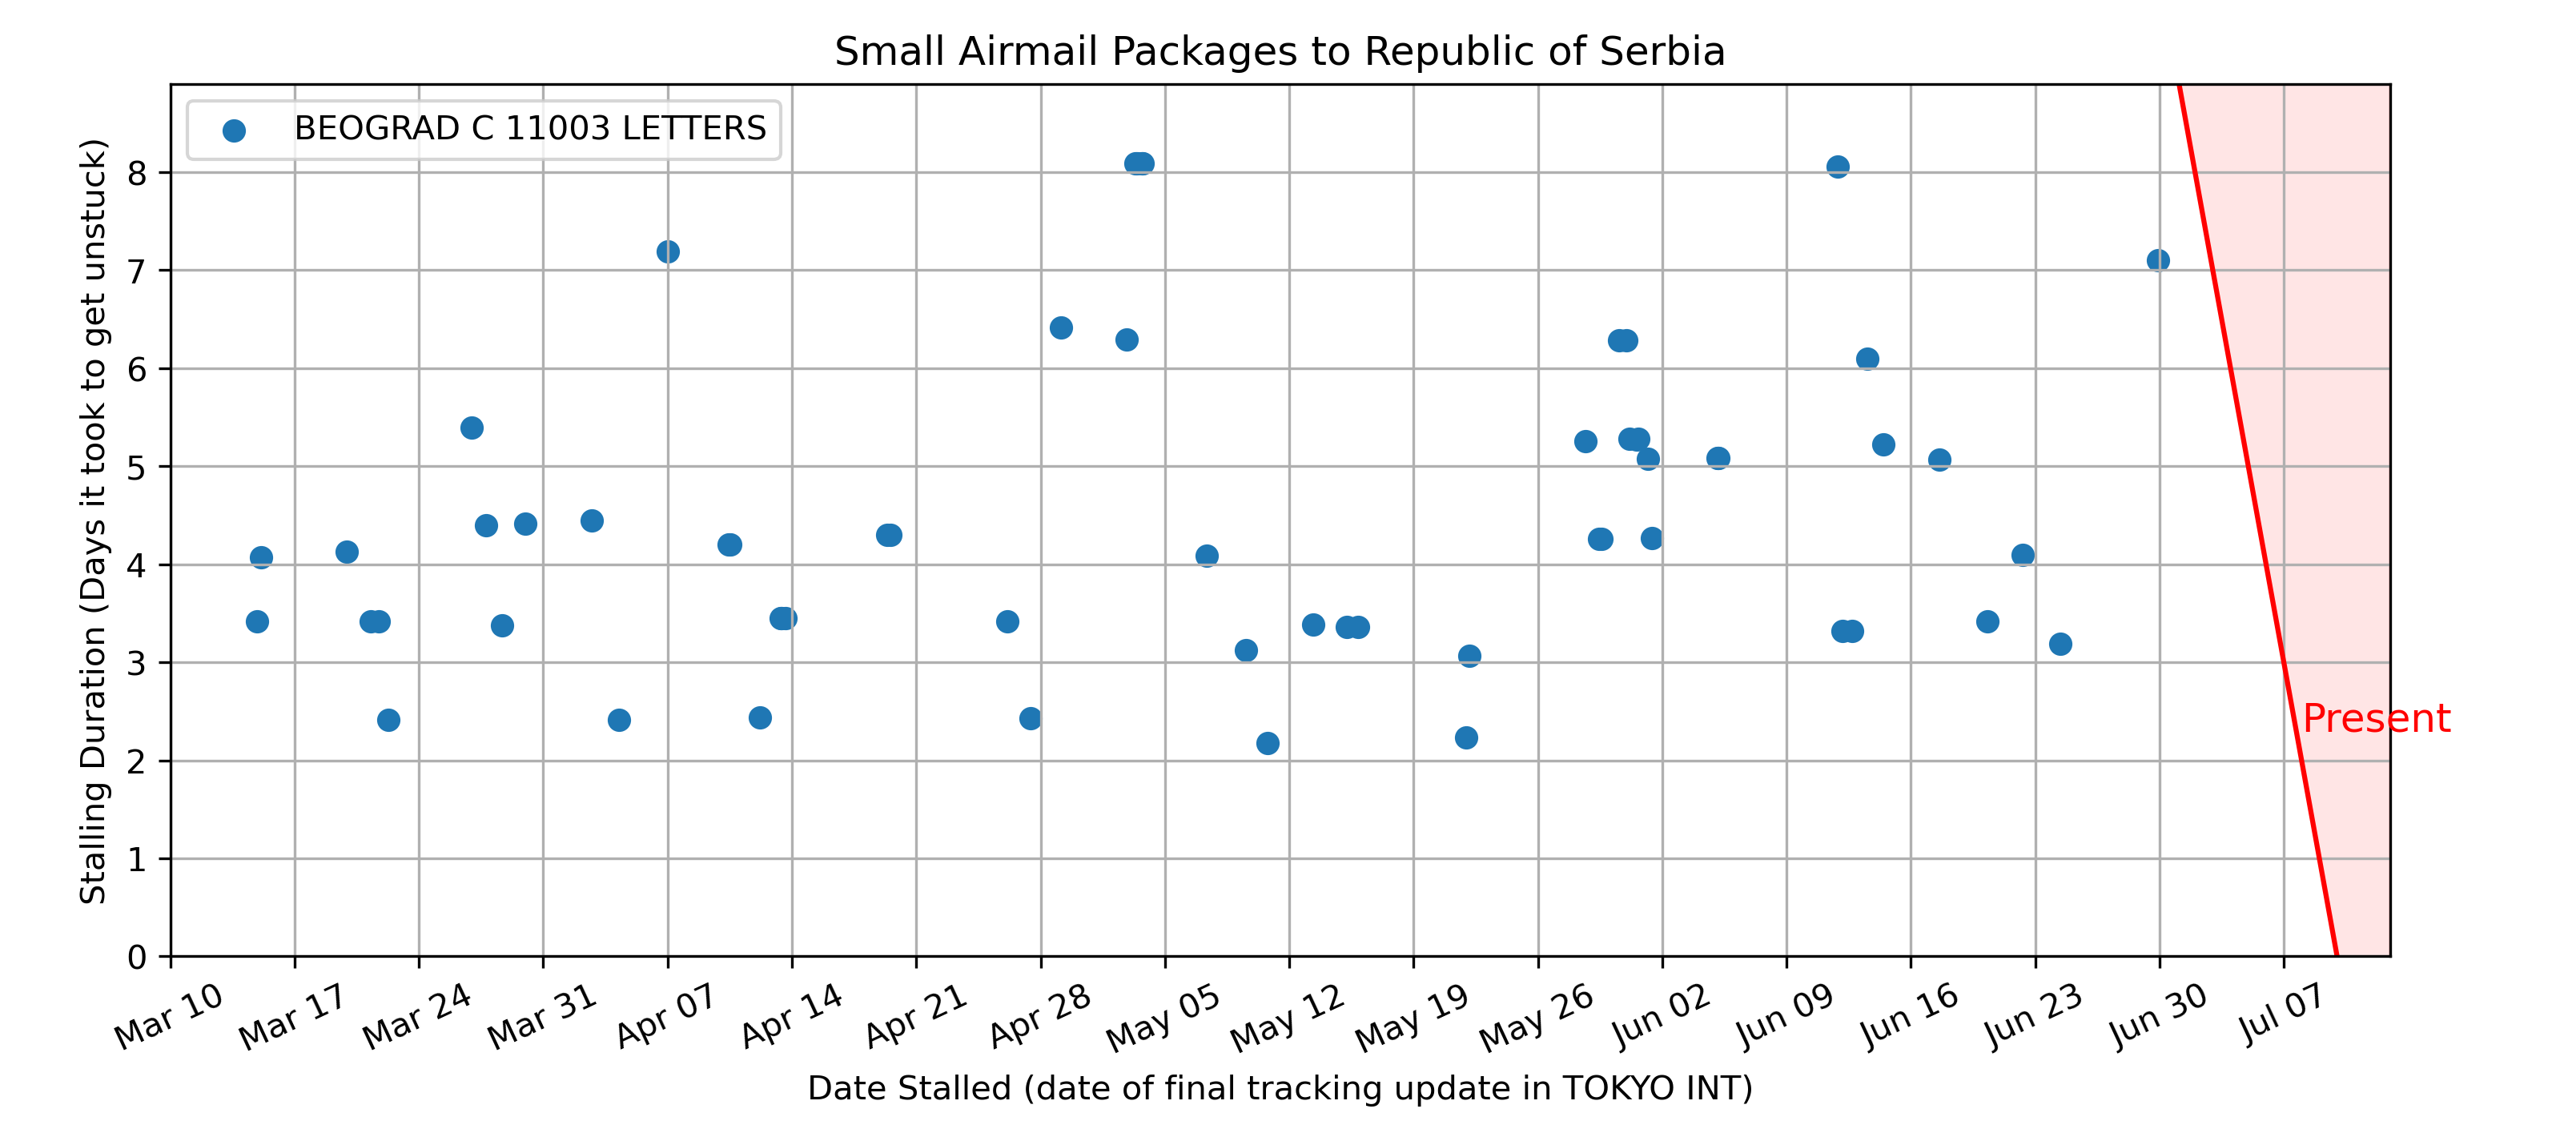 Small Airmail Packages to Republic of Serbia
BEOGRAD C 11003 LETTERS
Stalling Duration (Days it took to get unstuck)
8
7
6
5
4
3
2
1
0
Present
Mar 10
Mar 17
Mar 24
Mar 31
Apr 07
Apr 14
Apr 21
Apr 28
May 05
May 12
May 19
May 26
Jun 02
Jun 09
Jun 16
Jun 23
Jun 30
Jul 07
Date Stalled (date of final tracking update in TOKYO INT)